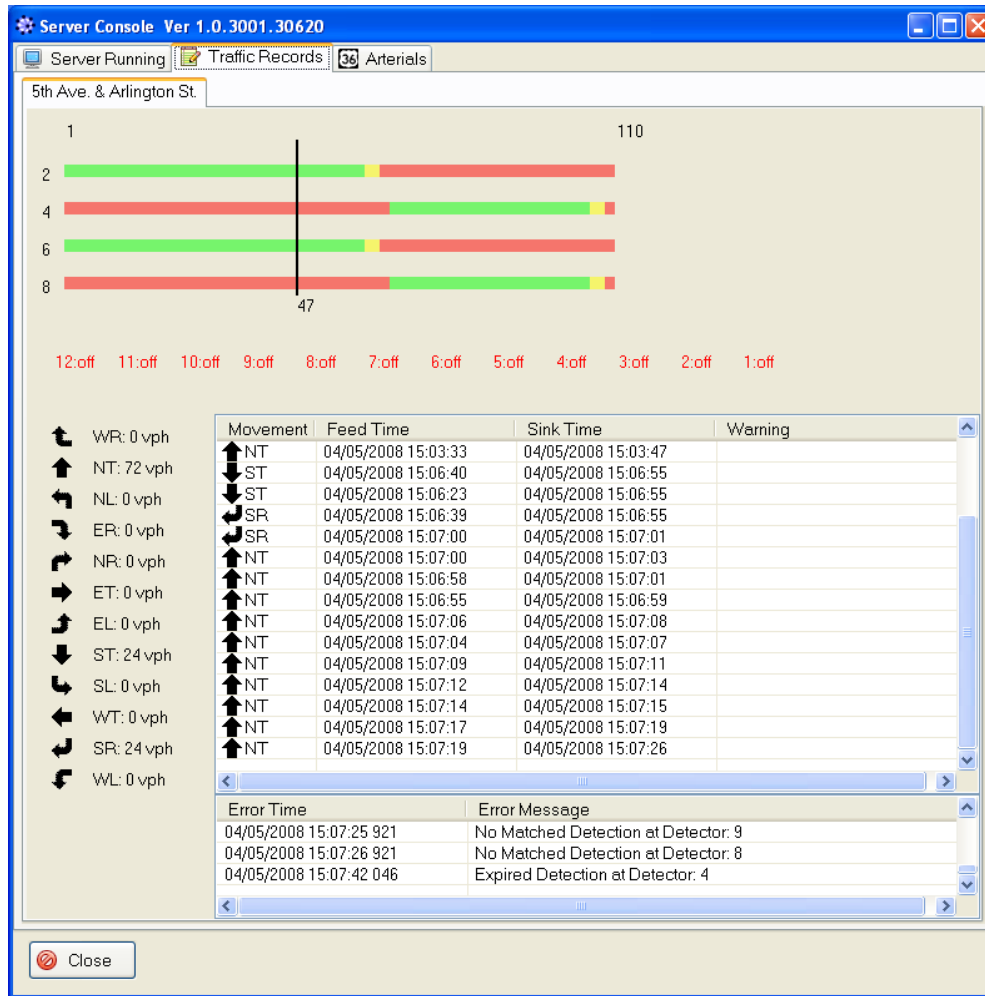 Server Console Ver 1.0.3001.30620
Server Running Traffic Records 36 Arterials
5th Ave. & Arlington St.
1 110
2
4
6
8
47
12:off 11:off 10:off 9:off 8:off 7:off 6:off 5:off 4:off 3:off 2:off 1:off
WR: 0 vph
NT: 72 vph
NL: 0 vph
ER: 0 vph
NR: 0 vph
ET: 0 vph
EL: 0 vph
ST: 24 vph
SL: 0 vph
WT: 0 vph
SR: 24 vph
WL: 0 vph
Movement Feed Time Sink Time Warning
NT 04/05/2008 15:03:33 04/05/2008 15:03:47
ST 04/05/2008 15:06:40 04/05/2008 15:06:55
ST 04/05/2008 15:06:23 04/05/2008 15:06:55
SR 04/05/2008 15:06:39 04/05/2008 15:06:55
SR 04/05/2008 15:07:00 04/05/2008 15:07:01
NT 04/05/2008 15:07:00 04/05/2008 15:07:03
NT 04/05/2008 15:06:58 04/05/2008 15:07:01
NT 04/05/2008 15:06:55 04/05/2008 15:06:59
NT 04/05/2008 15:07:06 04/05/2008 15:07:08
NT 04/05/2008 15:07:04 04/05/2008 15:07:07
NT 04/05/2008 15:07:09 04/05/2008 15:07:11
NT 04/05/2008 15:07:12 04/05/2008 15:07:14
NT 04/05/2008 15:07:14 04/05/2008 15:07:15
NT 04/05/2008 15:07:17 04/05/2008 15:07:19
NT 04/05/2008 15:07:19 04/05/2008 15:07:26
Error Time Error Message
04/05/2008 15:07:25 921 No Matched Detection at Detector: 9
04/05/2008 15:07:26 921 No Matched Detection at Detector: 8
04/05/2008 15:07:42 046 Expired Detection at Detector: 4
Close